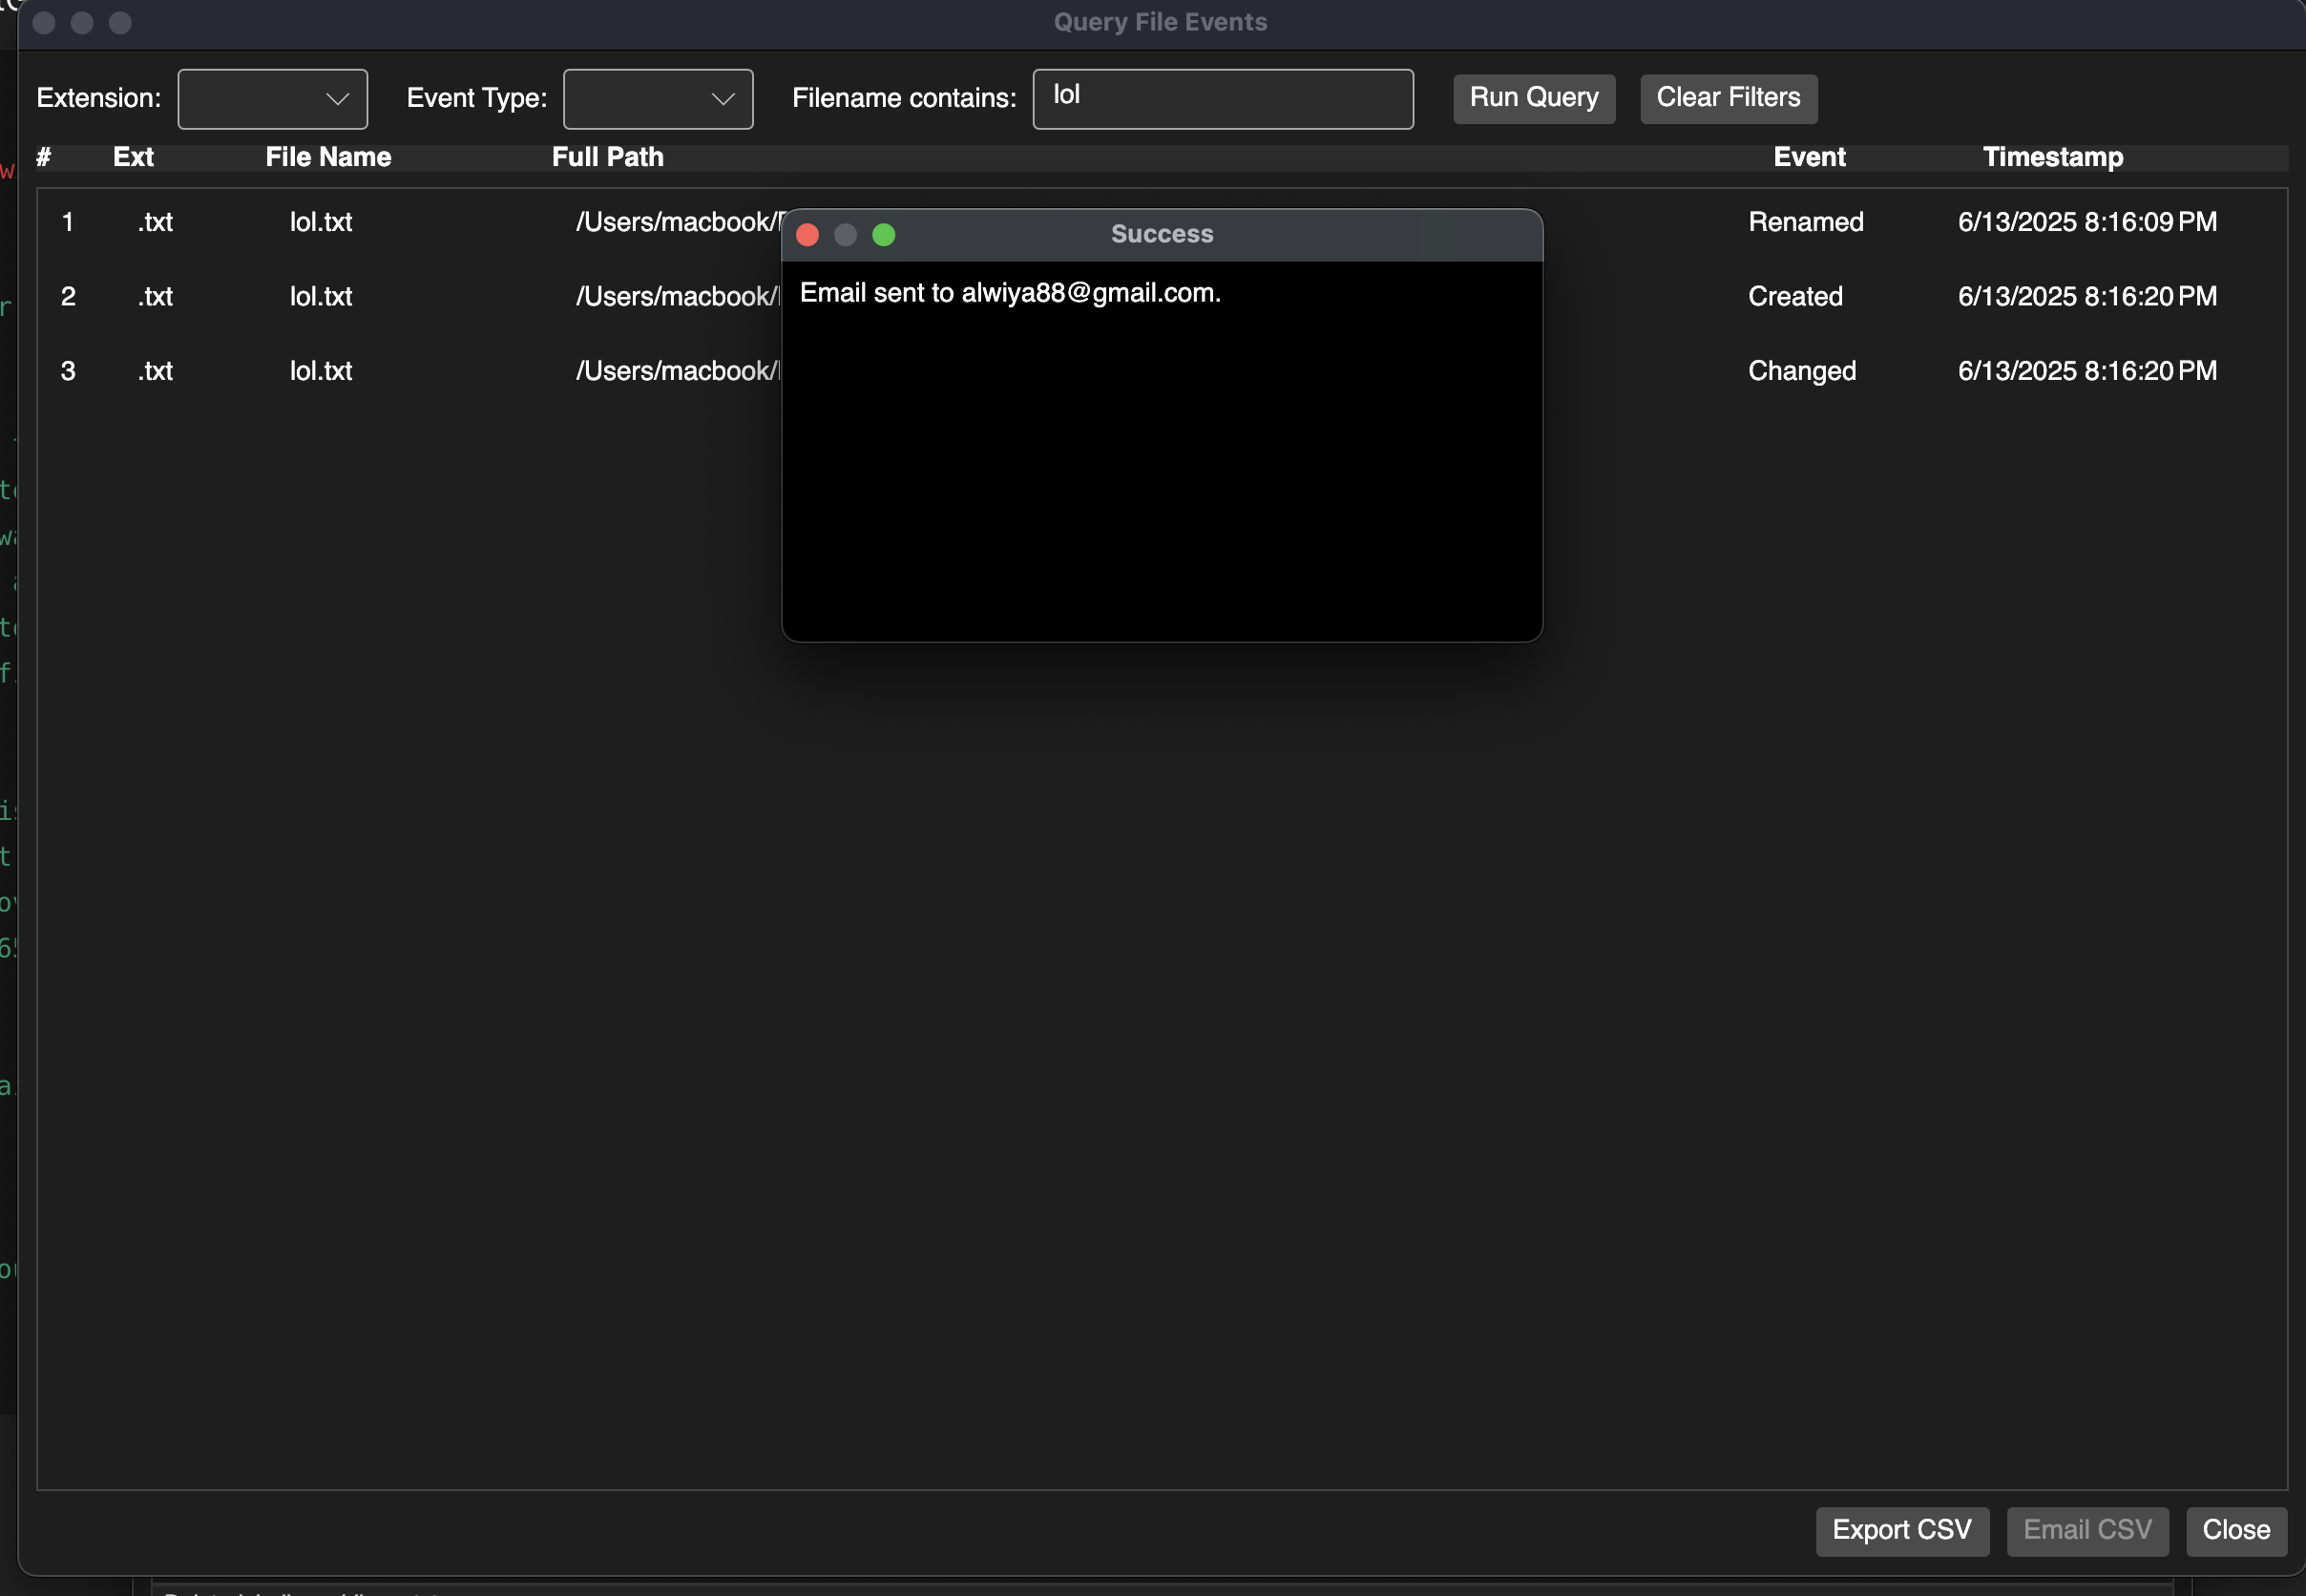 Query File Events
Extension: Event Type: Filename contains: lol Run Query Clear Filters
# Ext File Name Full Path Event Timestamp
1 .txt lol.txt /Users/macbook/ Renamed 6/13/2025 8:16:09 PM
2 .txt lol.txt /Users/macbook/ Created 6/13/2025 8:16:20 PM
3 .txt lol.txt /Users/macbook/ Changed 6/13/2025 8:16:20 PM
Success
Email sent to alwiya88@gmail.com.
Export CSV Email CSV Close